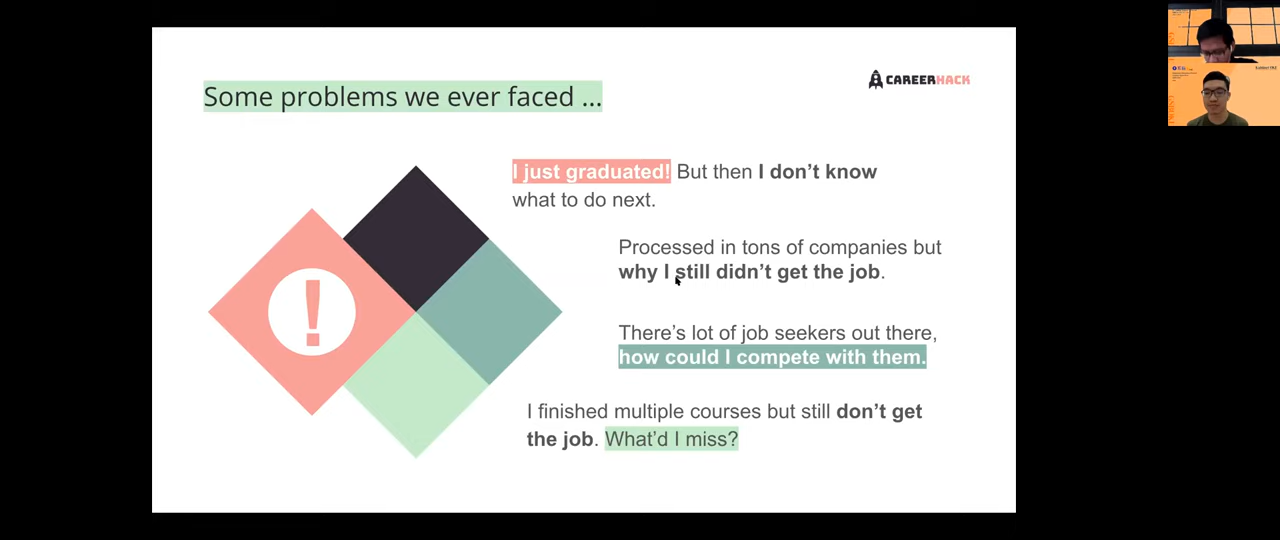 Some problems we ever faced ...
CAREERHACK
I just graduated! But then I don't know
what to do next.
Processed in tons of companies but
why I still didn't get the job.
There's lot of job seekers out there,
how could I compete with them.
I finished multiple courses but still don't get
the job. What'd I miss?
!